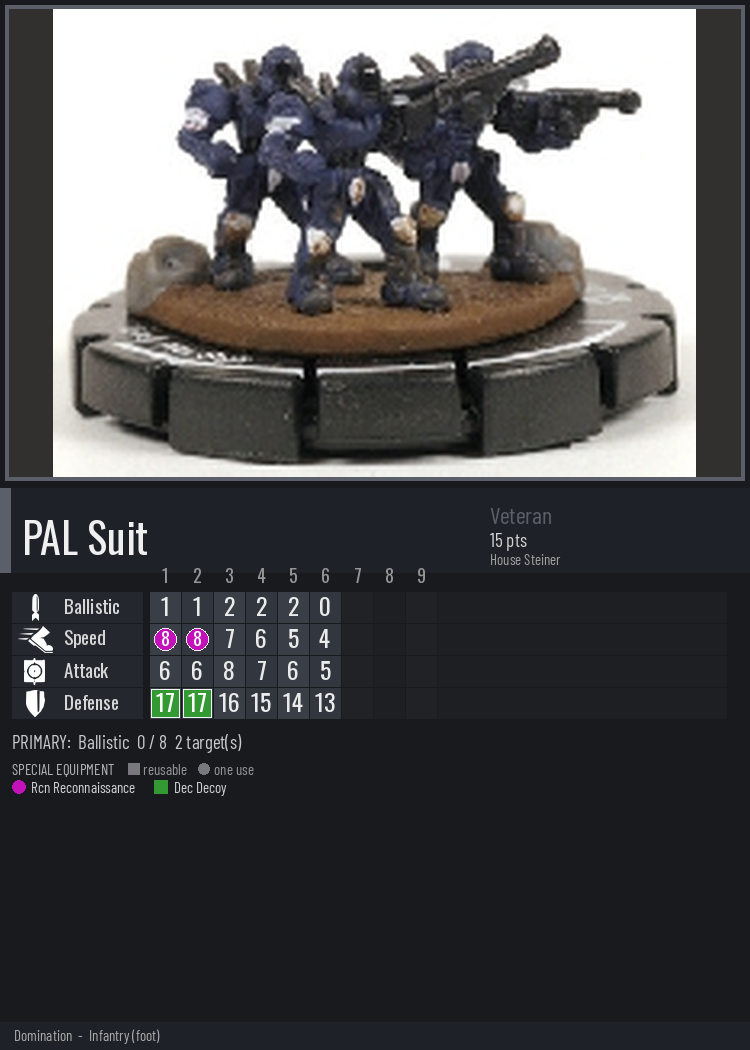 PAL Suit
Veteran
15 pts
House Steiner
1 2 3 4 5 6 7 8 9
Ballistic 1 1 2 2 2 0
Speed 8 8 7 6 5 4
Attack 6 6 8 7 6 5
Defense 17 17 16 15 14 13
PRIMARY: Ballistic 0 / 8 2 target(s)
SPECIAL EQUIPMENT reusable one use
Rcn Reconnaissance Dec Decoy
Domination - Infantry (foot)